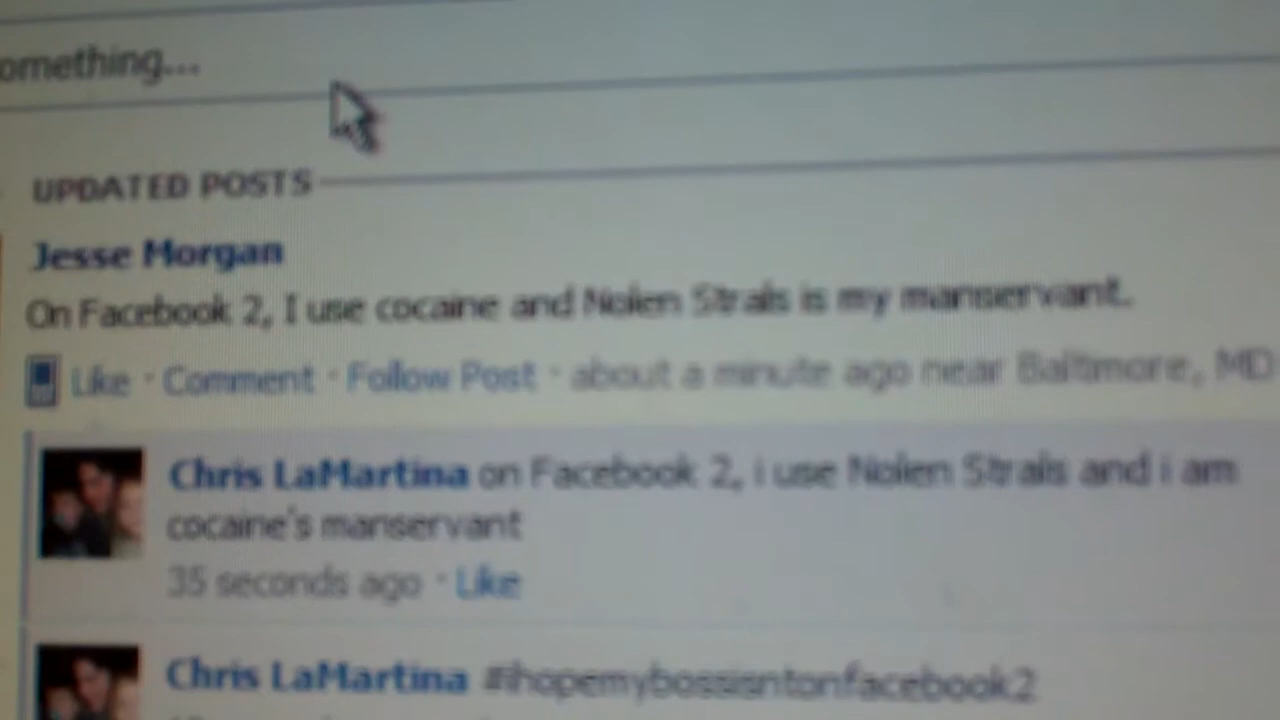 omething...
UPDATED POSTS
Jesse Morgan
On Facebook 2, I use cocaine and Nolen Strals is my manservant.
Like · Comment · Follow Post · about a minute ago near Baltimore, MD
Chris LaMartina on Facebook 2, i use Nolen Strals and i am
cocaine's manservant
35 seconds ago · Like
Chris LaMartina #ihopemybossisntonfacebook2